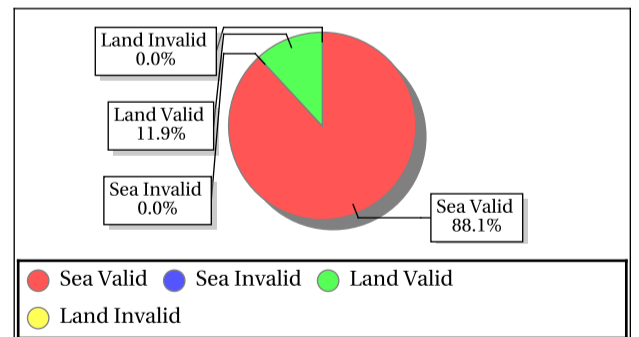 Land Invalid
0.0%
Land Valid
11.9%
Sea Invalid
0.0%
Sea Valid
88.1%
Sea Valid Sea Invalid Land Valid
Land Invalid